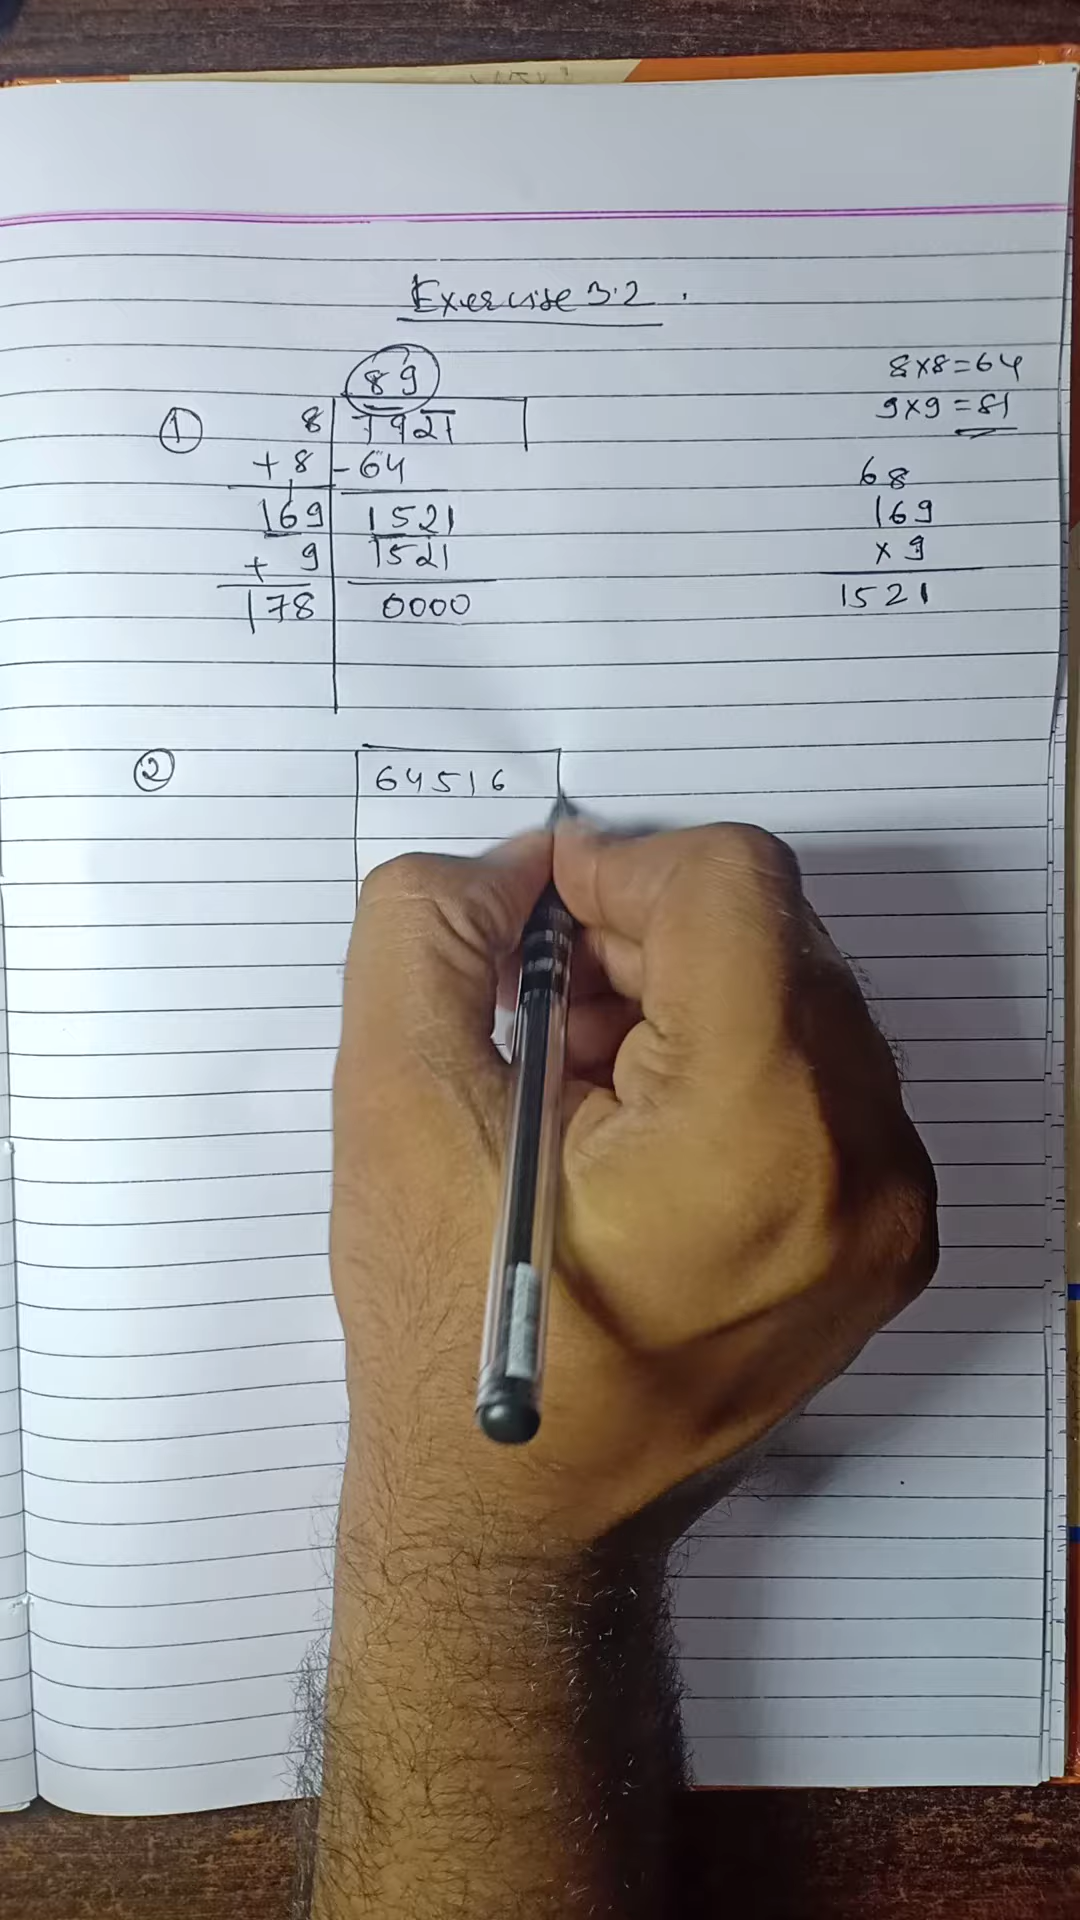 Exercise 3.2 .
89
① 8 7921
+ 8 - 64
169 1521
+ 9 1521
178 0000
8×8=64
9×9=81
68
169
×9
1521
② 64516